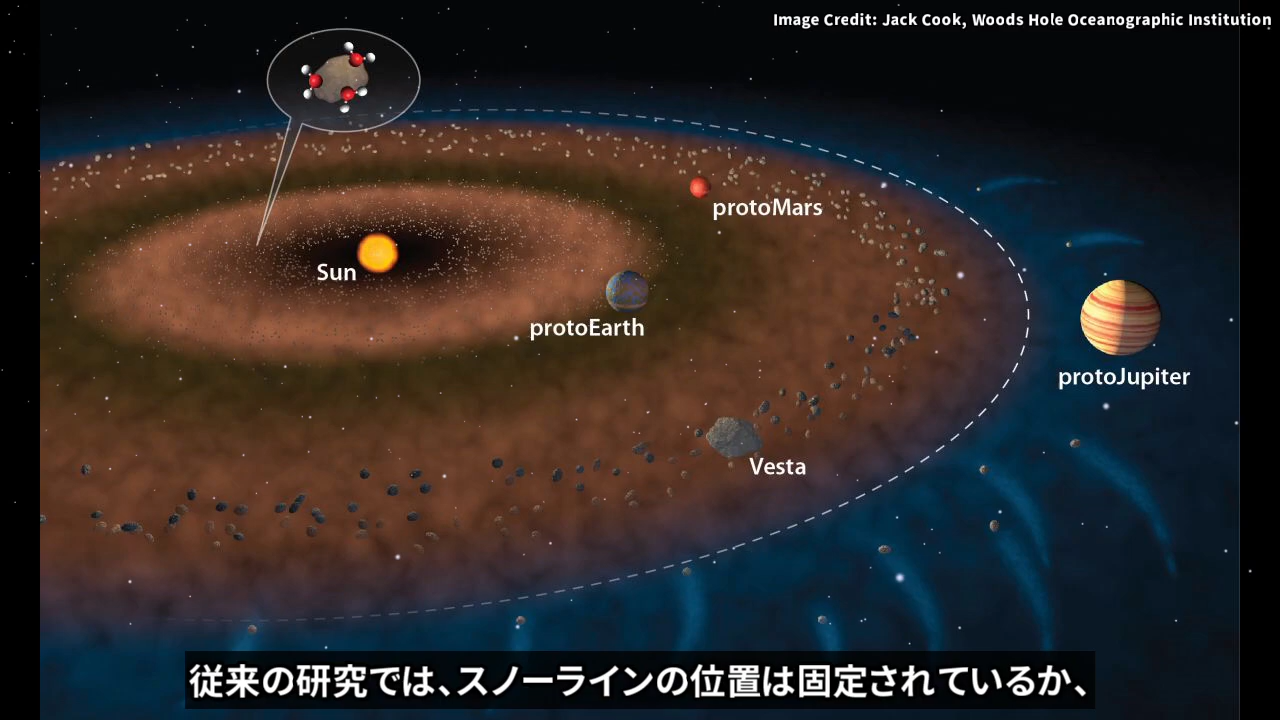 Image Credit: Jack Cook, Woods Hole Oceanographic Institution
protoMars
Sun
protoEarth
protoJupiter
Vesta
従来の研究では、スノーラインの位置は固定されているか、